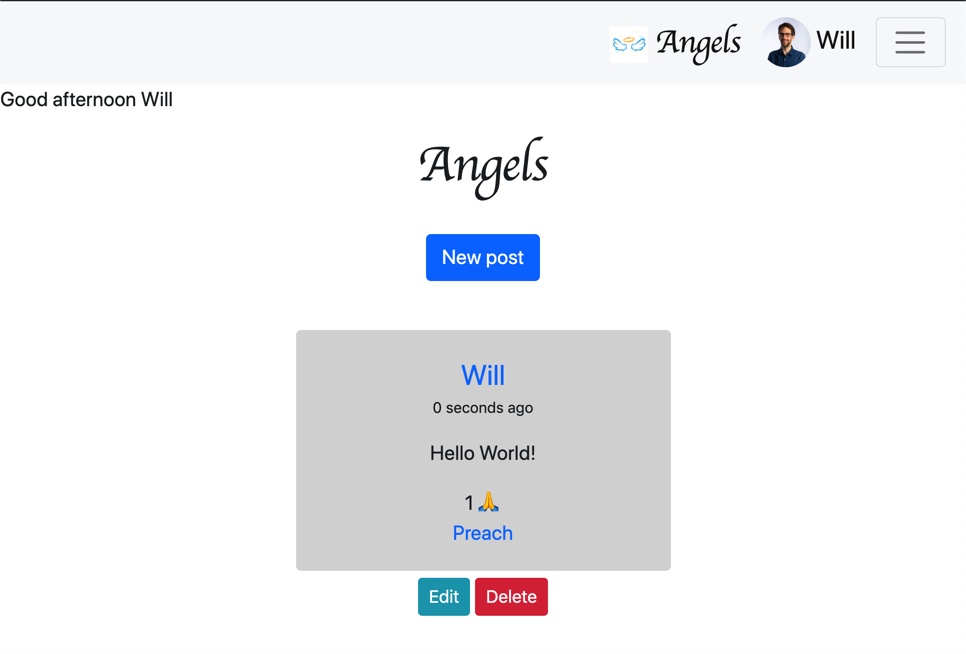 Angels Will
Good afternoon Will
Angels
New post
Will
0 seconds ago
Hello World!
1🙏
Preach
Edit Delete